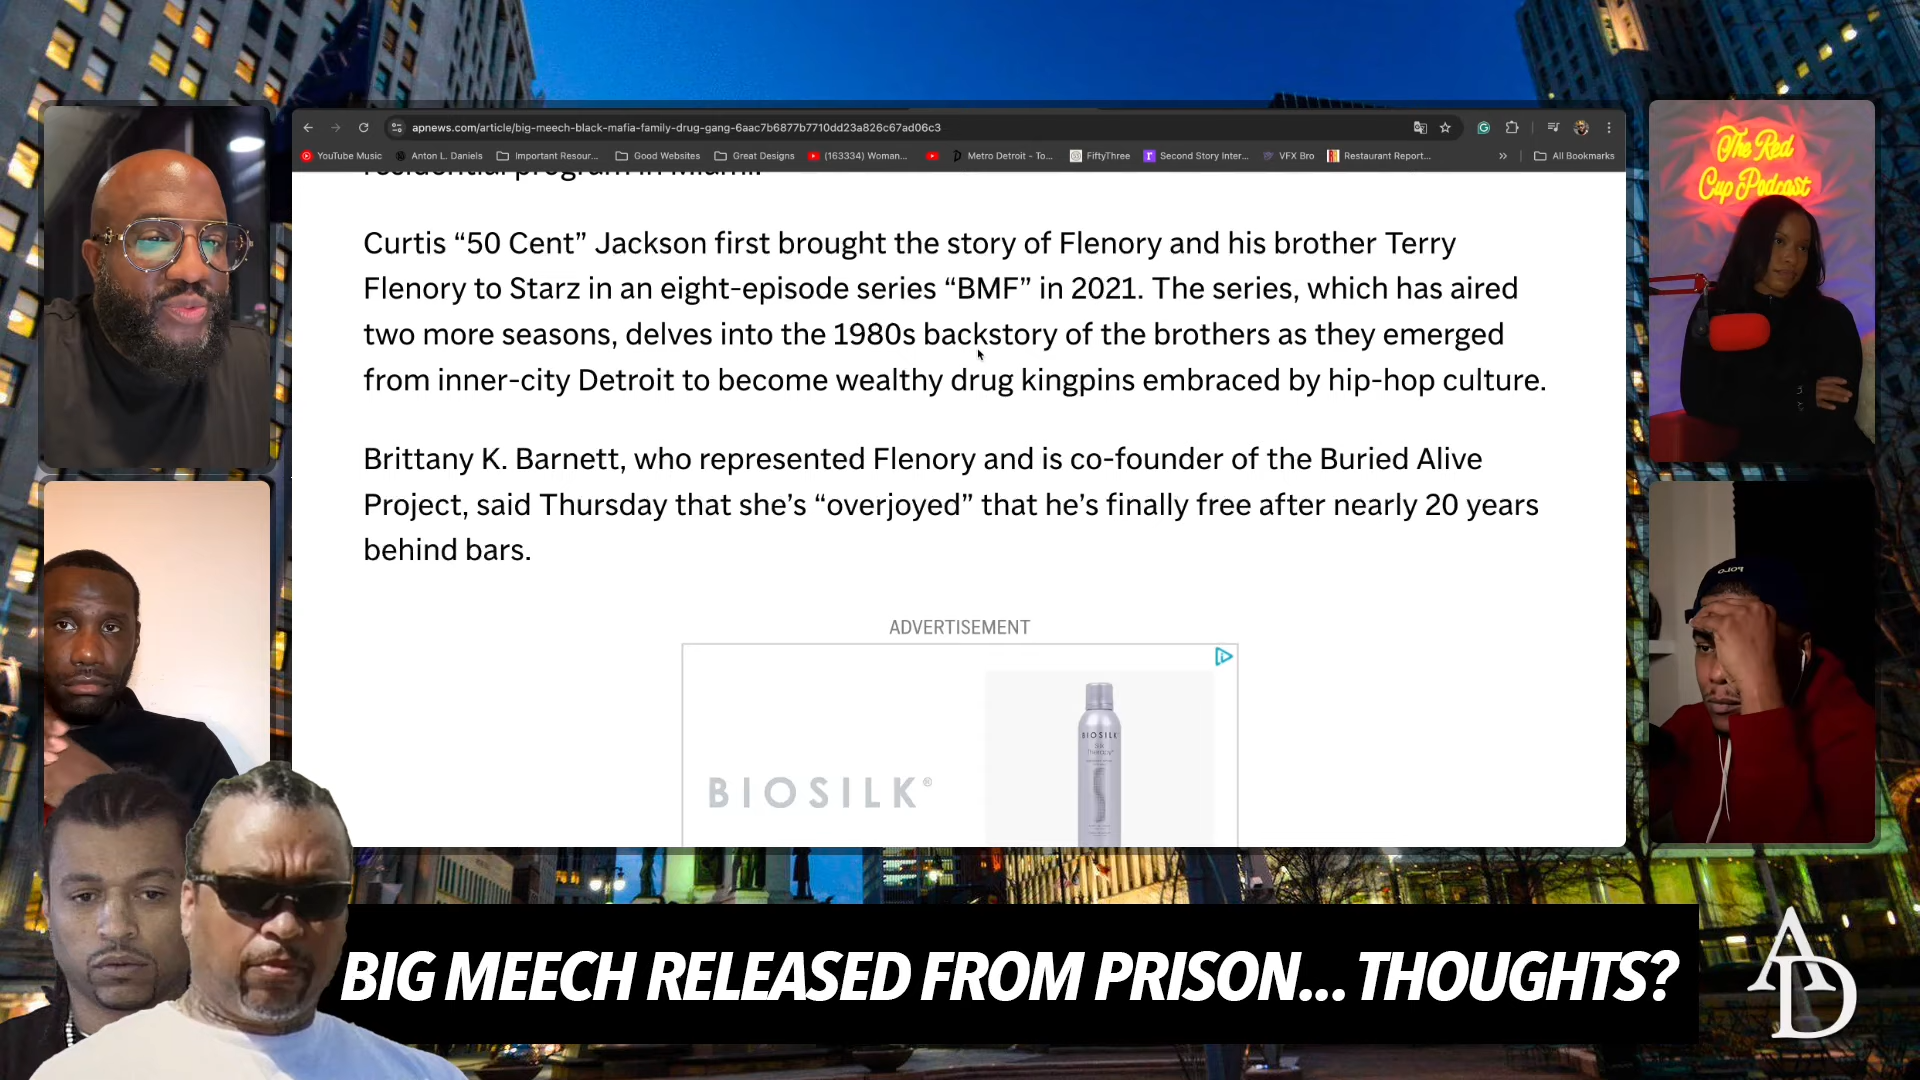 apnews.com/article/big-meech-black-mafia-family-drug-gang-6aac7b6877b7710dd23a826c67ad06c3
YouTube Music Anton L. Daniels Important Resour... Good Websites Great Designs (163334) Woman... Metro Detroit - To... FiftyThree Second Story Inter... VFX Bro Restaurant Report... » All Bookmarks
residential program in Miami.
Curtis “50 Cent” Jackson first brought the story of Flenory and his brother Terry
Flenory to Starz in an eight-episode series “BMF” in 2021. The series, which has aired
two more seasons, delves into the 1980s backstory of the brothers as they emerged
from inner-city Detroit to become wealthy drug kingpins embraced by hip-hop culture.
Brittany K. Barnett, who represented Flenory and is co-founder of the Buried Alive
Project, said Thursday that she’s “overjoyed” that he’s finally free after nearly 20 years
behind bars.
ADVERTISEMENT
BIOSILK®
BIOSILK
SILK
THERAPY
The Red
Cup Podcast
POLO
BIG MEECH RELEASED FROM PRISON... THOUGHTS?
AD